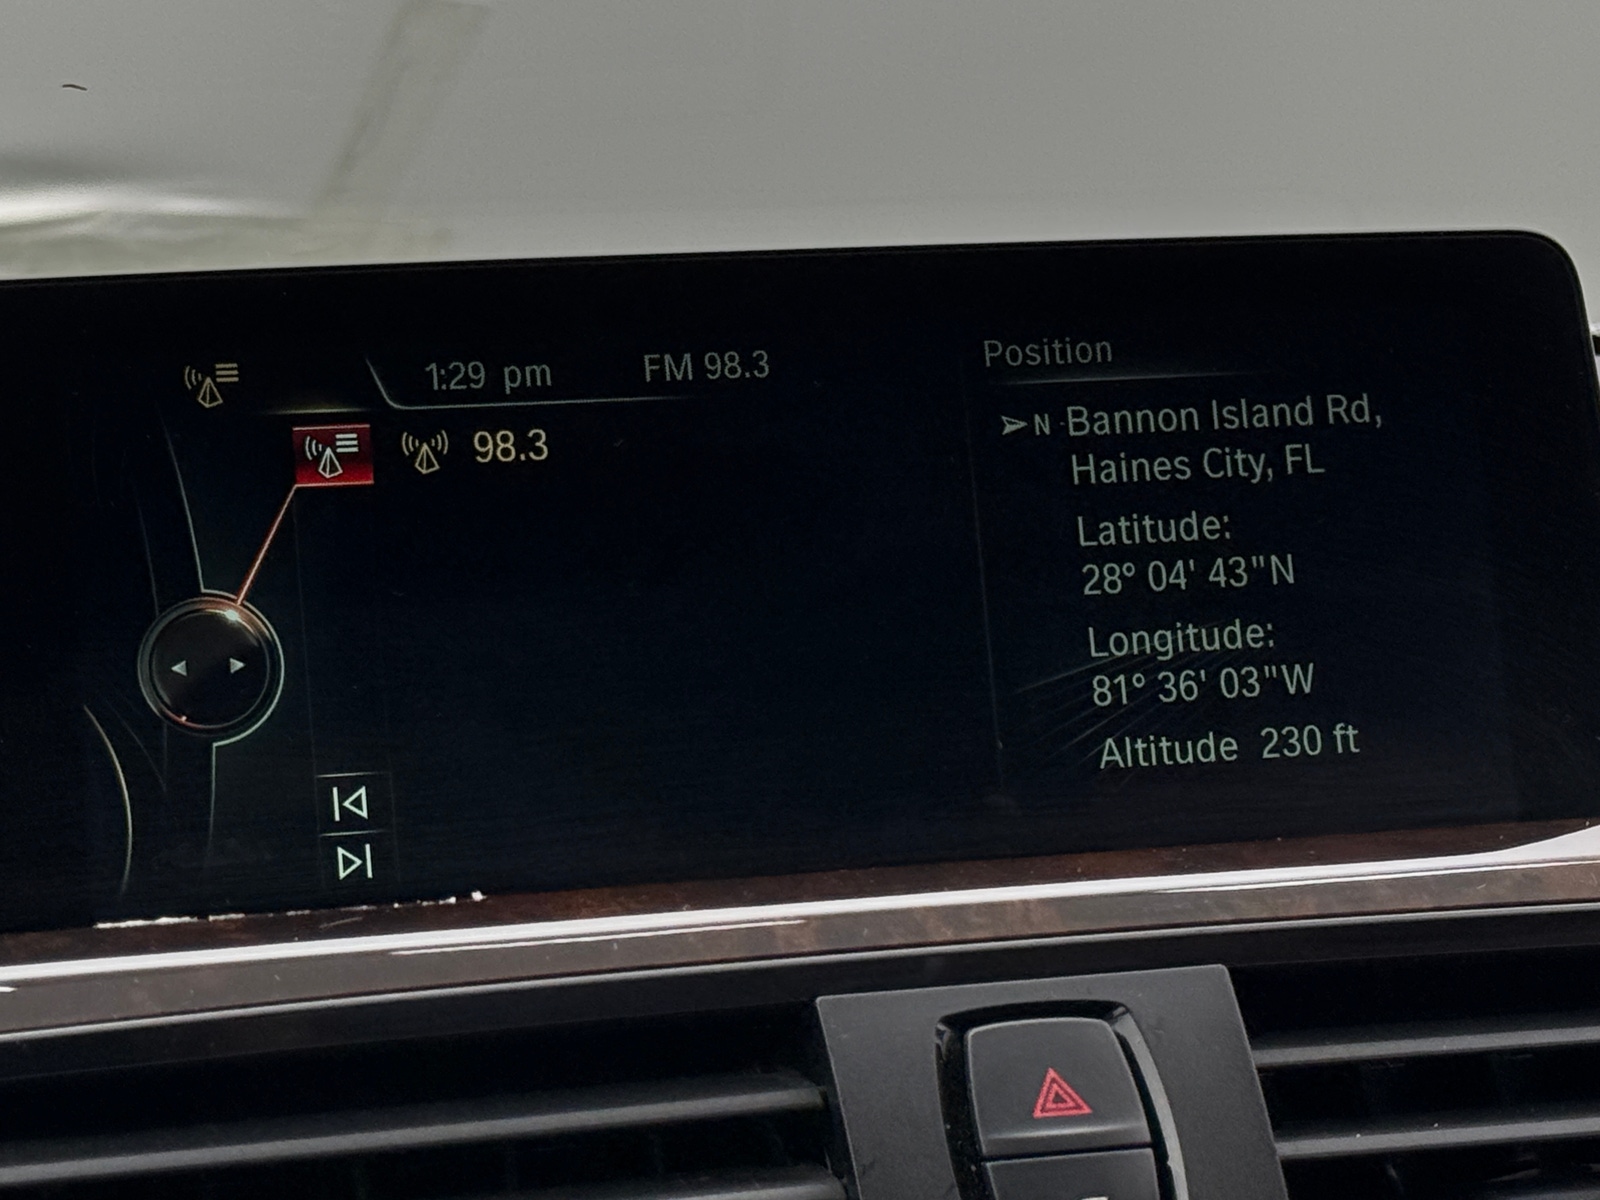 1:29 pm FM 98.3
98.3
Position
N Bannon Island Rd,
Haines City, FL
Latitude:
28° 04' 43"N
Longitude:
81° 36' 03"W
Altitude 230 ft